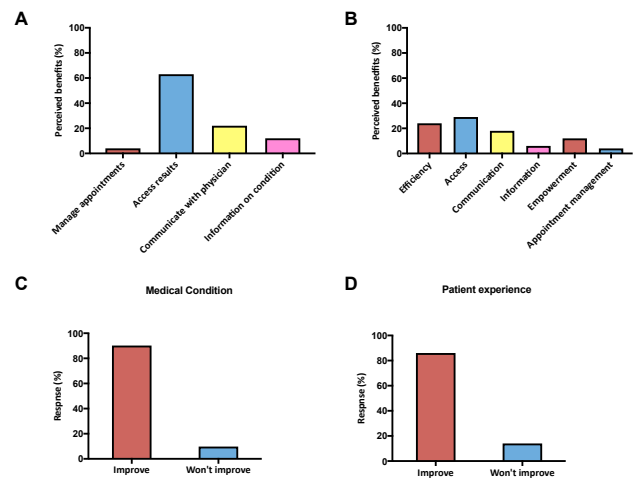 A
Perceived benefits (%)
100
80
60
40
20
0
Manage appointments
Access results
Communicate with physician
Information on condition
B
Perceived benedfits (%)
100
80
60
40
20
0
Efficiency
Access
Communication
Information
Empowerment
Appointment management
C
Medical Condition
Respnse (%)
100
80
60
40
20
0
Improve
Won't improve
D
Patient experience
Respnse (%)
100
80
60
40
20
0
Improve
Won't improve